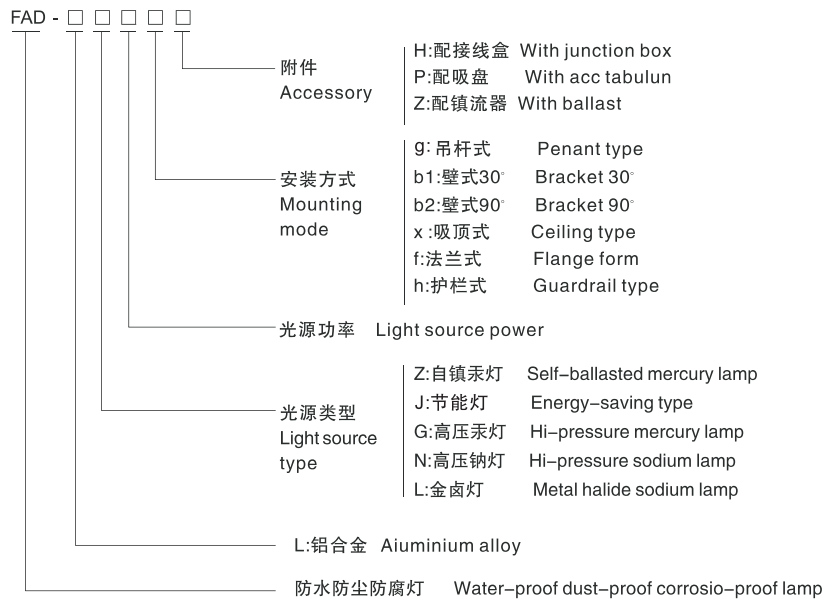 FAD - □ □ □ □ □
附件
Accessory
H:配接线盒 With junction box
P:配吸盘 With acc tabulun
Z:配镇流器 With ballast
安装方式
Mounting
mode
g:吊杆式 Penant type
b1:壁式30° Bracket 30°
b2:壁式90° Bracket 90°
x :吸顶式 Ceiling type
f:法兰式 Flange form
h:护栏式 Guardrail type
光源功率 Light source power
光源类型
Light source
type
Z:自镇汞灯 Self-ballasted mercury lamp
J:节能灯 Energy-saving type
G:高压汞灯 Hi-pressure mercury lamp
N:高压钠灯 Hi-pressure sodium lamp
L:金卤灯 Metal halide sodium lamp
L:铝合金 Aiuminium alloy
防水防尘防腐灯 Water-proof dust-proof corrosio-proof lamp